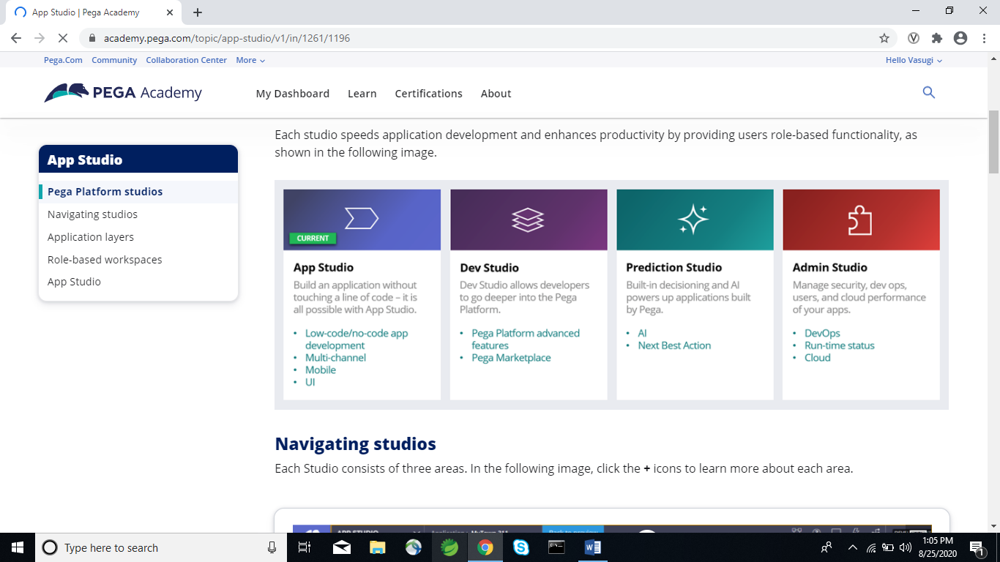 App Studio | Pega Academy
academy.pega.com/topic/app-studio/v1/in/1261/1196
Pega.Com Community Collaboration Center More
Hello Vasugi
PEGA Academy
My Dashboard Learn Certifications About
App Studio
Pega Platform studios
Navigating studios
Application layers
Role-based workspaces
App Studio
Each studio speeds application development and enhances productivity by providing users role-based functionality, as
shown in the following image.
CURRENT
App Studio
Build an application without
touching a line of code – it is
all possible with App Studio.
• Low-code/no-code app
development
• Multi-channel
• Mobile
• UI
Dev Studio
Dev Studio allows developers
to go deeper into the Pega
Platform.
• Pega Platform advanced
features
• Pega Marketplace
Prediction Studio
Built-in decisioning and AI
powers up applications built
by Pega.
• AI
• Next Best Action
Admin Studio
Manage security, dev ops,
users, and cloud performance
of your apps.
• DevOps
• Run-time status
• Cloud
Navigating studios
Each Studio consists of three areas. In the following image, click the + icons to learn more about each area.
Type here to search
1:05 PM
8/25/2020
1